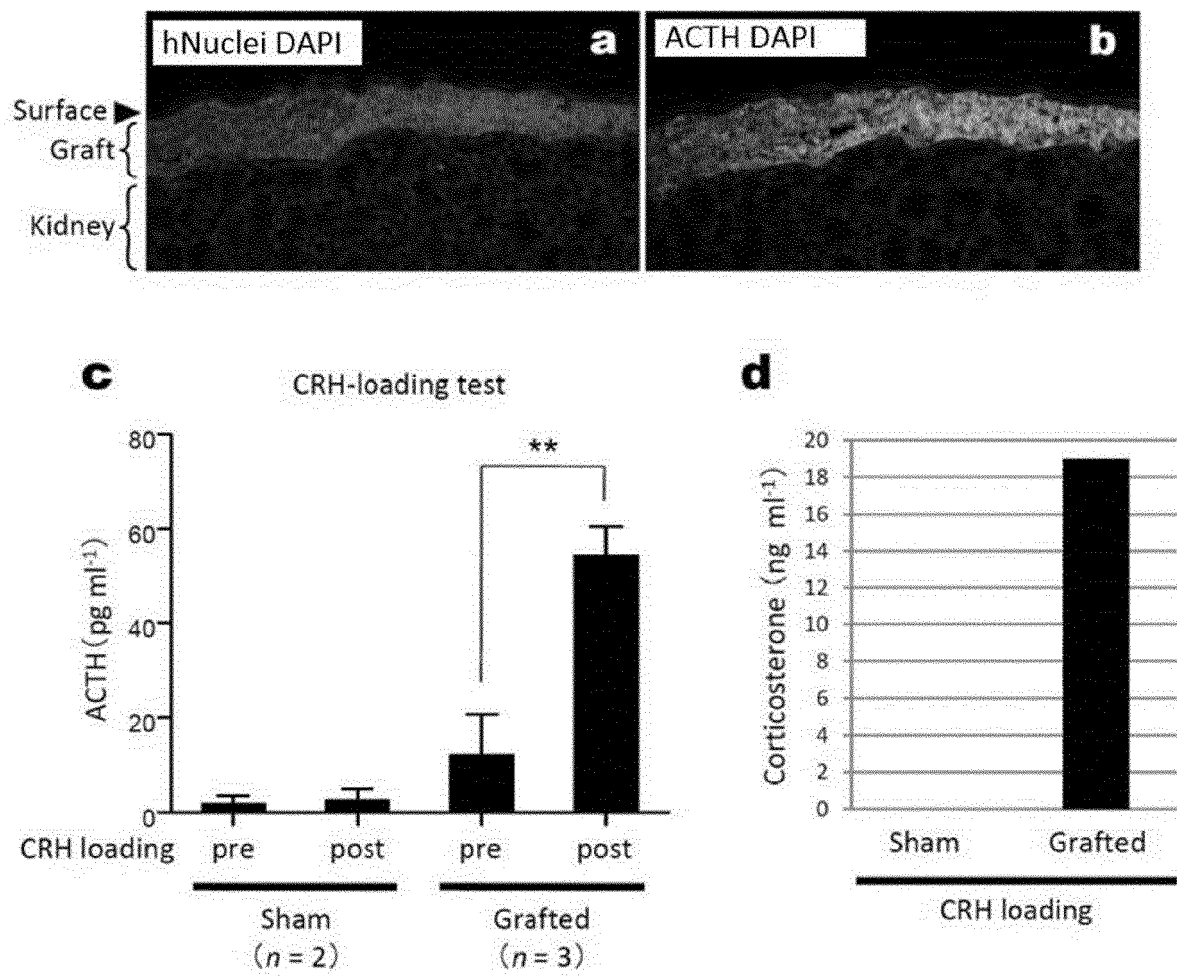 hNuclei DAPI
a
ACTH DAPI
b
Surface
Graft
Kidney
c
CRH-loading test
ACTH (pg ml-1)
80
60
40
20
0
**
CRH loading pre post pre post
Sham
(n = 2)
Grafted
(n = 3)
d
Corticosterone (ng ml-1)
20
18
16
14
12
10
8
6
4
2
0
Sham Grafted
CRH loading